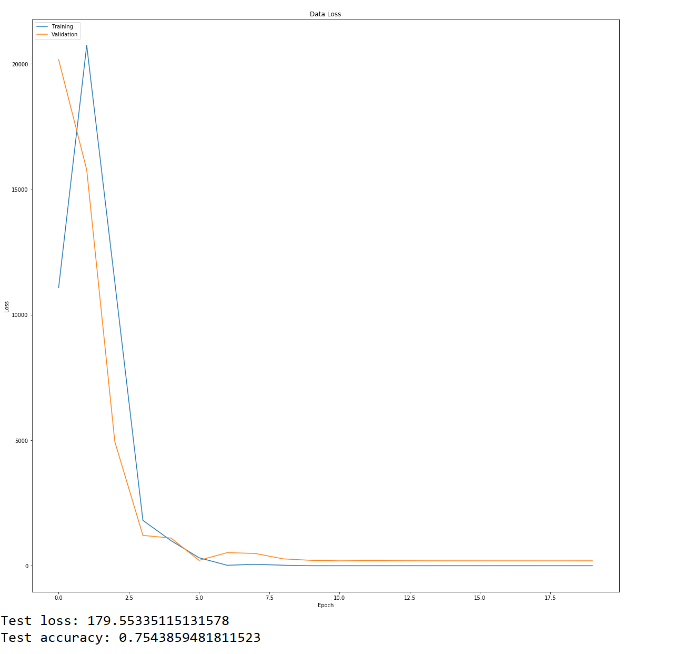 Data Loss
Training
Validation
20000
15000
10000
5000
0
Loss
0.0 2.5 5.0 7.5 10.0 12.5 15.0 17.5
Epoch
Test loss: 179.55335115131578
Test accuracy: 0.7543859481811523